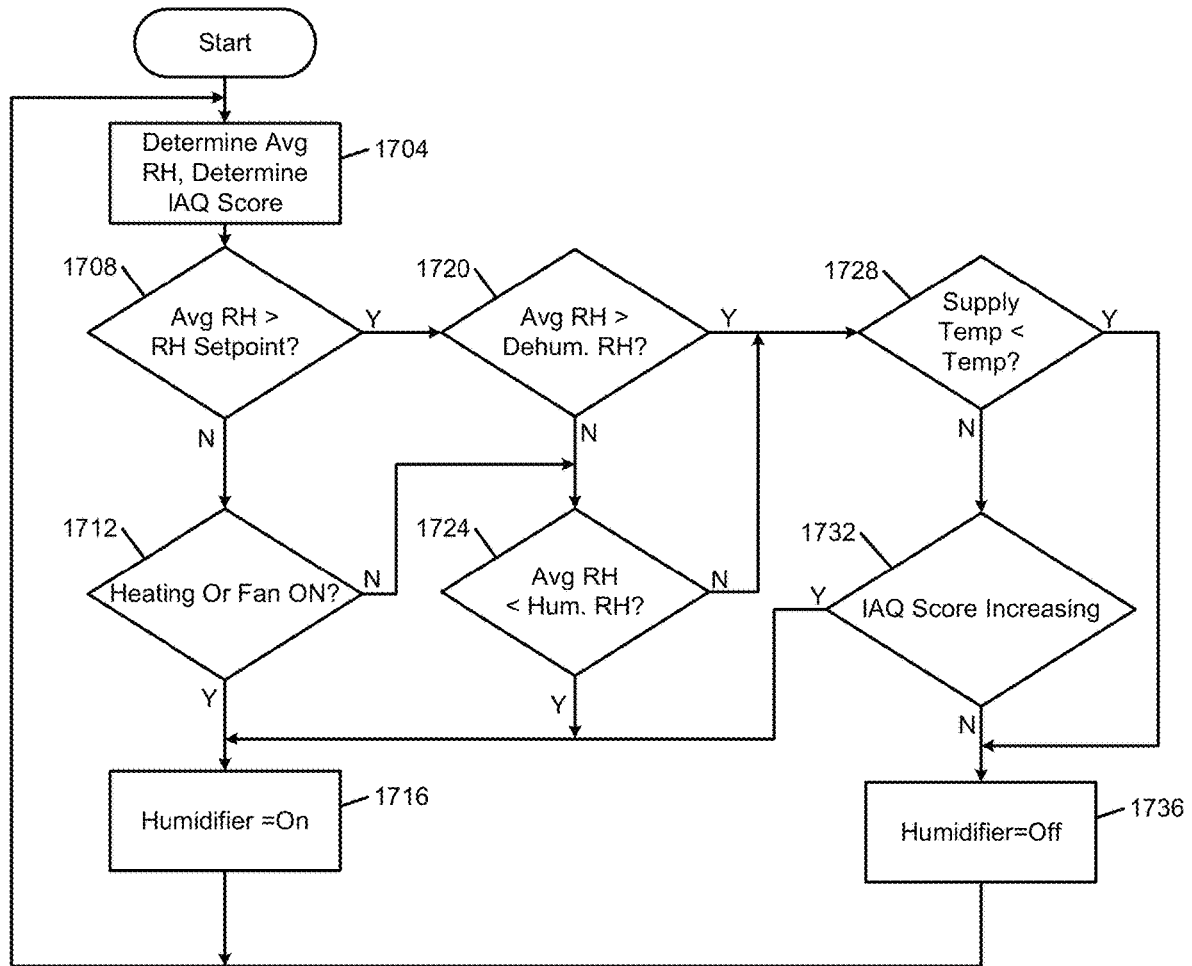 Start
Determine Avg
RH, Determine
IAQ Score
1704
1708
Avg RH >
RH Setpoint?
Y
N
1720
Avg RH >
Dehum. RH?
Y
N
1728
Supply
Temp <
Temp?
Y
N
1712
Heating Or Fan ON?
N
Y
1724
Avg RH
< Hum. RH?
N
Y
1732
IAQ Score Increasing
Y
N
Humidifier =On
1716
Humidifier=Off
1736